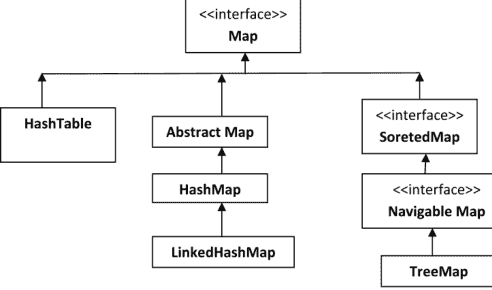 <<interface>>
Map
HashTable
Abstract Map
<<interface>>
SoretedMap
HashMap
<<interface>>
Navigable Map
LinkedHashMap
TreeMap